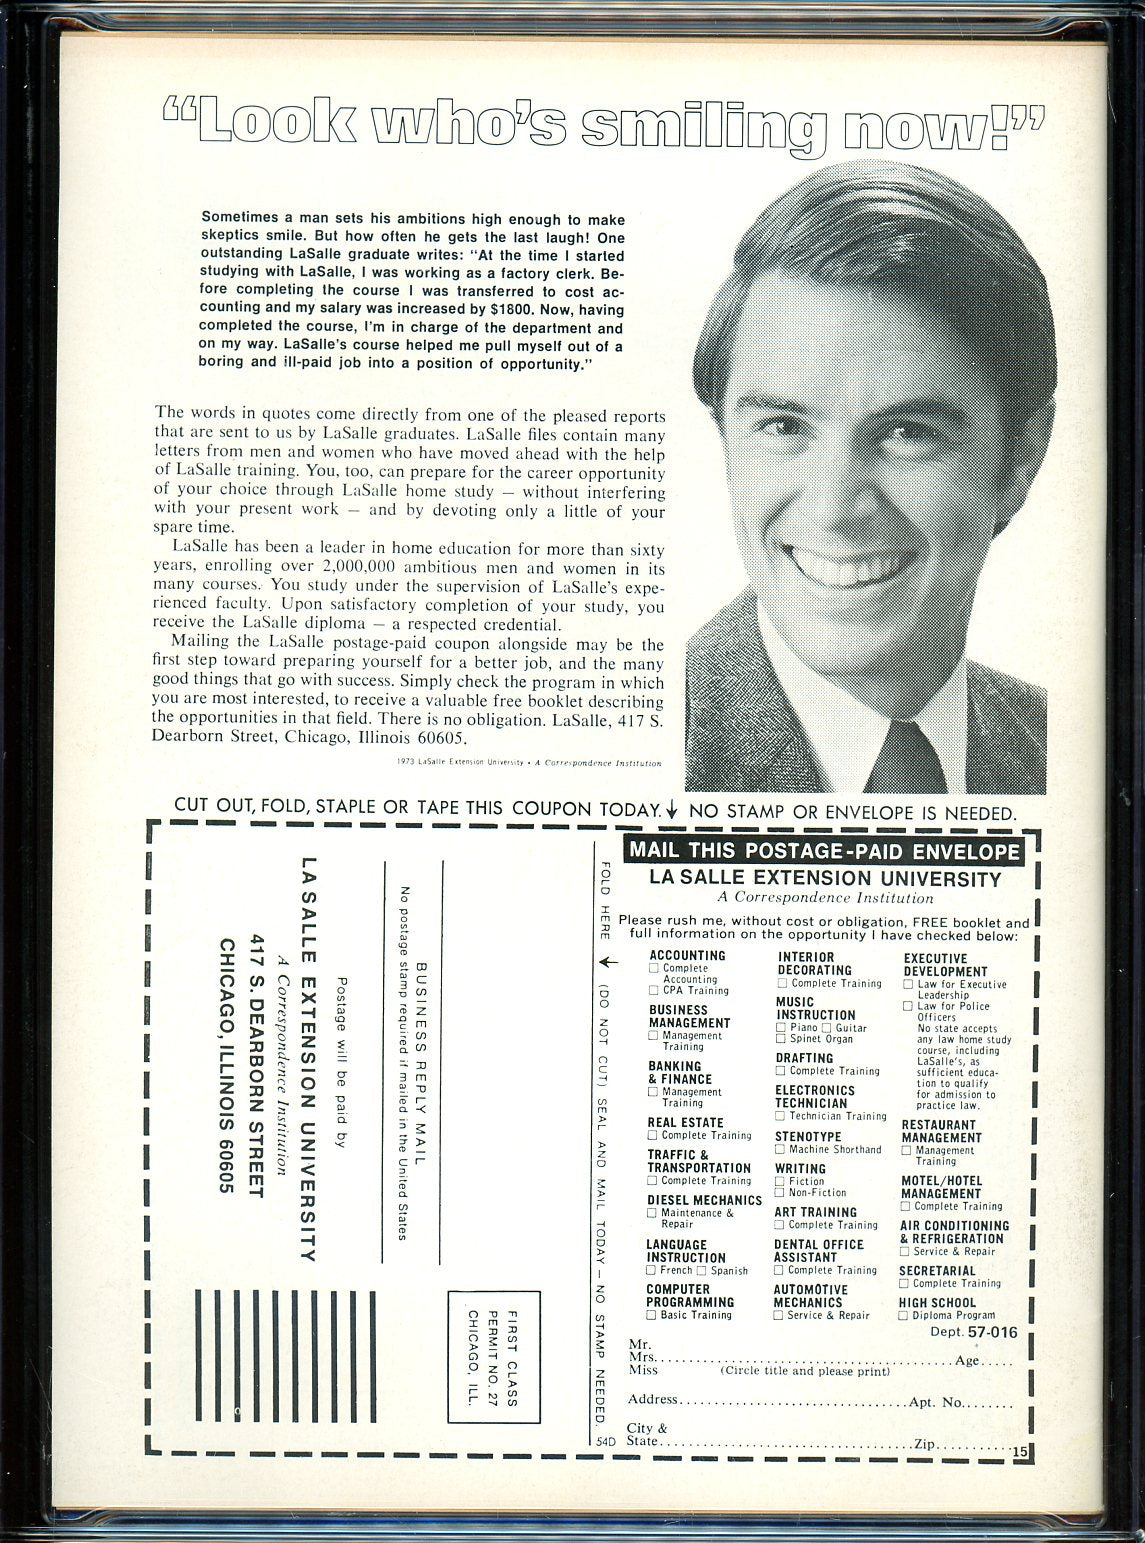 “Look who’s smiling now!”
Sometimes a man sets his ambitions high enough to make
skeptics smile. But how often he gets the last laugh! One
outstanding LaSalle graduate writes: “At the time I started
studying with LaSalle, I was working as a factory clerk. Be-
fore completing the course I was transferred to cost ac-
counting and my salary was increased by $1800. Now, having
completed the course, I’m in charge of the department and
on my way. LaSalle’s course helped me pull myself out of a
boring and ill-paid job into a position of opportunity.”
The words in quotes come directly from one of the pleased reports
that are sent to us by LaSalle graduates. LaSalle files contain many
letters from men and women who have moved ahead with the help
of LaSalle training. You, too, can prepare for the career opportunity
of your choice through LaSalle home study — without interfering
with your present work — and by devoting only a little of your
spare time.
LaSalle has been a leader in home education for more than sixty
years, enrolling over 2,000,000 ambitious men and women in its
many courses. You study under the supervision of LaSalle’s expe-
rienced faculty. Upon satisfactory completion of your study, you
receive the LaSalle diploma — a respected credential.
Mailing the LaSalle postage-paid coupon alongside may be the
first step toward preparing yourself for a better job, and the many
good things that go with success. Simply check the program in which
you are most interested, to receive a valuable free booklet describing
the opportunities in that field. There is no obligation. LaSalle, 417 S.
Dearborn Street, Chicago, Illinois 60605.
1973 LaSalle Extension University • A Correspondence Institution
CUT OUT, FOLD, STAPLE OR TAPE THIS COUPON TODAY. ↓ NO STAMP OR ENVELOPE IS NEEDED.
FIRST CLASS
PERMIT NO. 27
CHICAGO, ILL.
BUSINESS REPLY MAIL
No postage stamp required if mailed in the United States
Postage will be paid by
LA SALLE EXTENSION UNIVERSITY
A Correspondence Institution
417 S. DEARBORN STREET
CHICAGO, ILLINOIS 60605
FOLD HERE ← (DO NOT CUT) SEAL AND MAIL TODAY — NO STAMP NEEDED.
54D
MAIL THIS POSTAGE-PAID ENVELOPE
LA SALLE EXTENSION UNIVERSITY
A Correspondence Institution
Please rush me, without cost or obligation, FREE booklet and
full information on the opportunity I have checked below:
ACCOUNTING
☐ Complete
Accounting
☐ CPA Training
BUSINESS
MANAGEMENT
☐ Management
Training
BANKING
& FINANCE
☐ Management
Training
REAL ESTATE
☐ Complete Training
TRAFFIC &
TRANSPORTATION
☐ Complete Training
DIESEL MECHANICS
☐ Maintenance &
Repair
LANGUAGE
INSTRUCTION
☐ French ☐ Spanish
COMPUTER
PROGRAMMING
☐ Basic Training
INTERIOR
DECORATING
☐ Complete Training
MUSIC
INSTRUCTION
☐ Piano ☐ Guitar
☐ Spinet Organ
DRAFTING
☐ Complete Training
ELECTRONICS
TECHNICIAN
☐ Technician Training
STENOTYPE
☐ Machine Shorthand
WRITING
☐ Fiction
☐ Non-Fiction
ART TRAINING
☐ Complete Training
DENTAL OFFICE
ASSISTANT
☐ Complete Training
AUTOMOTIVE
MECHANICS
☐ Service & Repair
EXECUTIVE
DEVELOPMENT
☐ Law for Executive
Leadership
☐ Law for Police
Officers
No state accepts
any law home study
course, including
LaSalle’s, as
sufficient educa-
tion to qualify
for admission to
practice law.
RESTAURANT
MANAGEMENT
☐ Management
Training
MOTEL/HOTEL
MANAGEMENT
☐ Complete Training
AIR CONDITIONING
& REFRIGERATION
☐ Service & Repair
SECRETARIAL
☐ Complete Training
HIGH SCHOOL
☐ Diploma Program
Dept. 57-016
Mr.
Mrs. Age
Miss (Circle title and please print)
Address Apt. No.
City &
State Zip
15